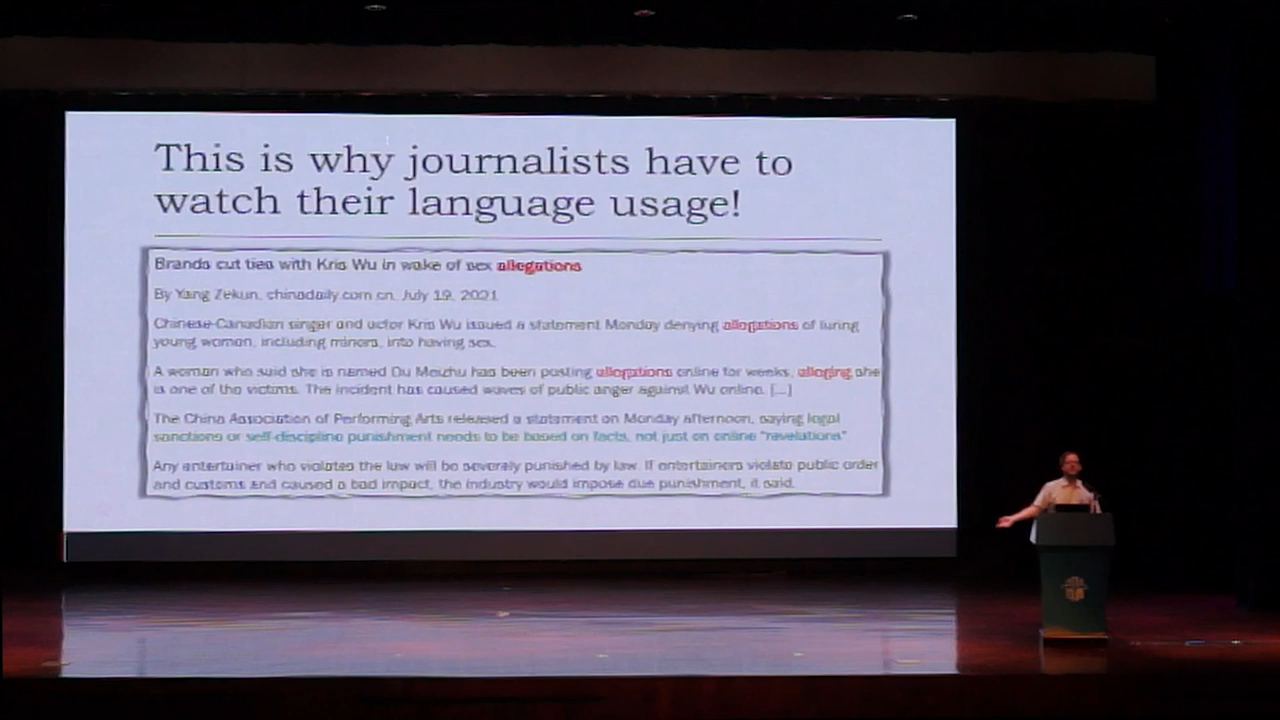 This is why journalists have to
watch their language usage!
Brands cut ties with Kris Wu in wake of sex allegations
By Yang Zekun, chinadaily.com.cn, July 19, 2021
Chinese-Canadian singer and actor Kris Wu issued a statement Monday denying allegations of luring
young women, including minors, into having sex.
A woman who said she is named Du Meizhu has been posting allegations online for weeks, alleging she
is one of the victims. The incident has caused waves of public anger against Wu online. [...]
The China Association of Performing Arts released a statement on Monday afternoon, saying legal
sanctions or self-discipline punishment needs to be based on facts, not just on online "revelations"
Any entertainer who violates the law will be severely punished by law. If entertainers violate public order
and customs and caused a bad impact, the industry would impose due punishment, it said.